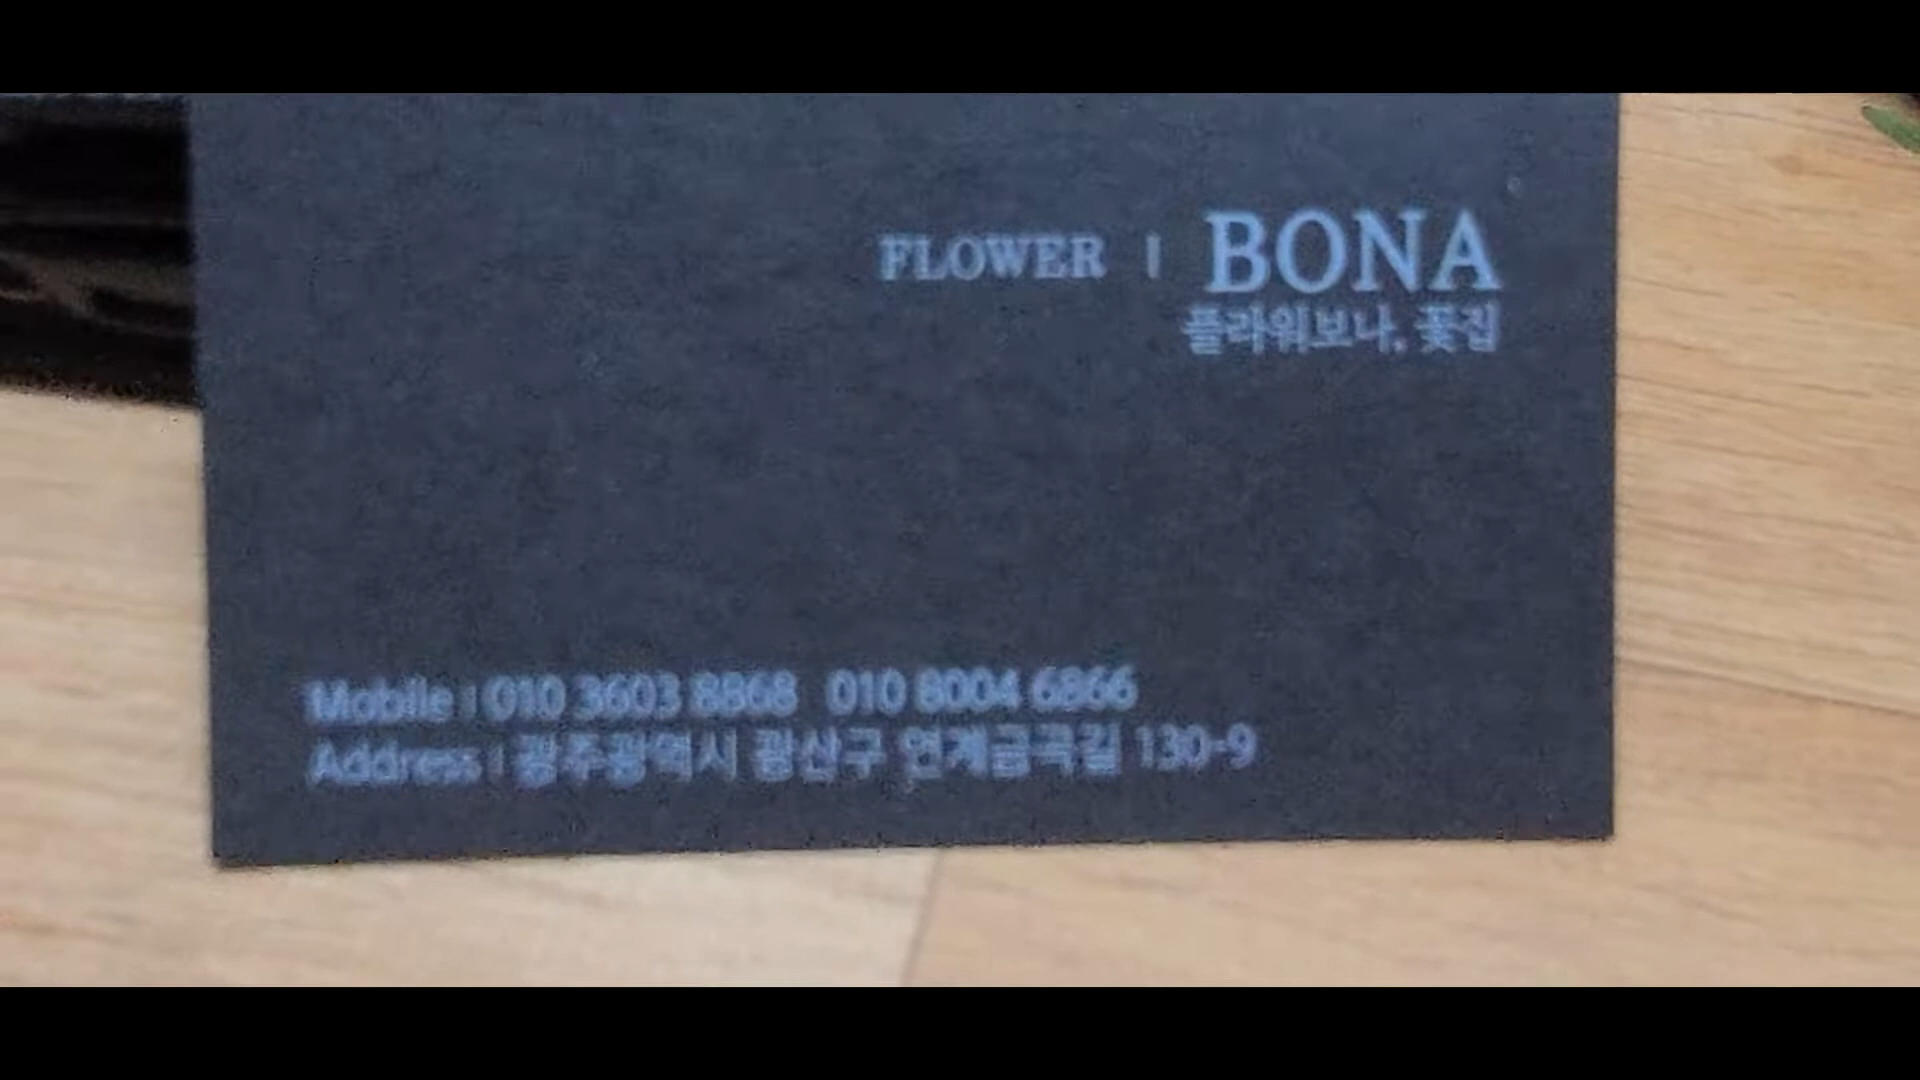 FLOWER | BONA
플라워보나, 꽃집
Mobile | 010 3603 8868 010 8004 6866
Address | 광주광역시 광산구 연계금곡길 130-9